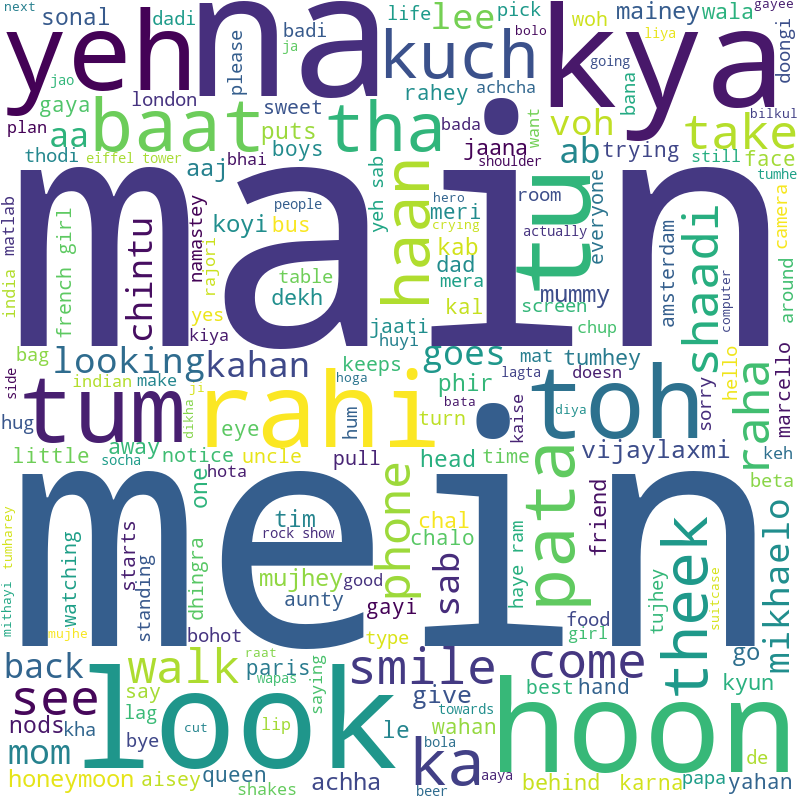 next
sonal
dadi
yeh
na
please
badi
ja
life
lee
pick
bolo
woh
mainey
wala
gayee
liya
kuch
kya
doongi
going
jao
gaya
london
sweet
rahey
achcha
bana
plan
aa
baat
puts
tha
bada
want
voh
take
bilkul
thodi
eiffel tower
aaj
bhai
boys
jaana
shoulder
ab
trying
still
face
tumhe
main
india
matlab
french girl
chintu
namastey
rajori
koyi
people
bus
yeh sab
haan
hero
meri
crying
room
actually
tu
everyone
kab
dad
mera
table
dekh
kal
screen
mummy
amsterdam
shaadi
computer
camera
around
yes
kiya
jaati
huyi
chup
bag
looking
kahan
keeps
goes
mat
tumhey
doesn
hello
marcello
side
indian
make
ji
hoga
phir
lagta
sorry
hug
tum
dikha
rahi
hum
bata
turn
kaise
diya
toh
raha
away
eye
little
socha
notice
uncle
pull
head
time
vijaylaxmi
keh
hota
one
beta
mein
tim
rock show
phone
chal
chalo
pata
friend
theek
mikhaelo
mithayi
tumharey
watching
starts
standing
dhingra
mujhey
good
aunty
sab
haye ram
tujhey
suitcase
mujhe
bohot
gayi
type
food
girl
go
back
walk
raat
paris
wapas
saying
smile
come
see
say
look
give
towards
best
hand
kyun
hoon
nods
kha
lag
bye
cut
lip
le
wahan
mom
bola
ka
de
honeymoon
aisey
queen
shakes
achha
beer
aaya
behind
karna
papa
yahan